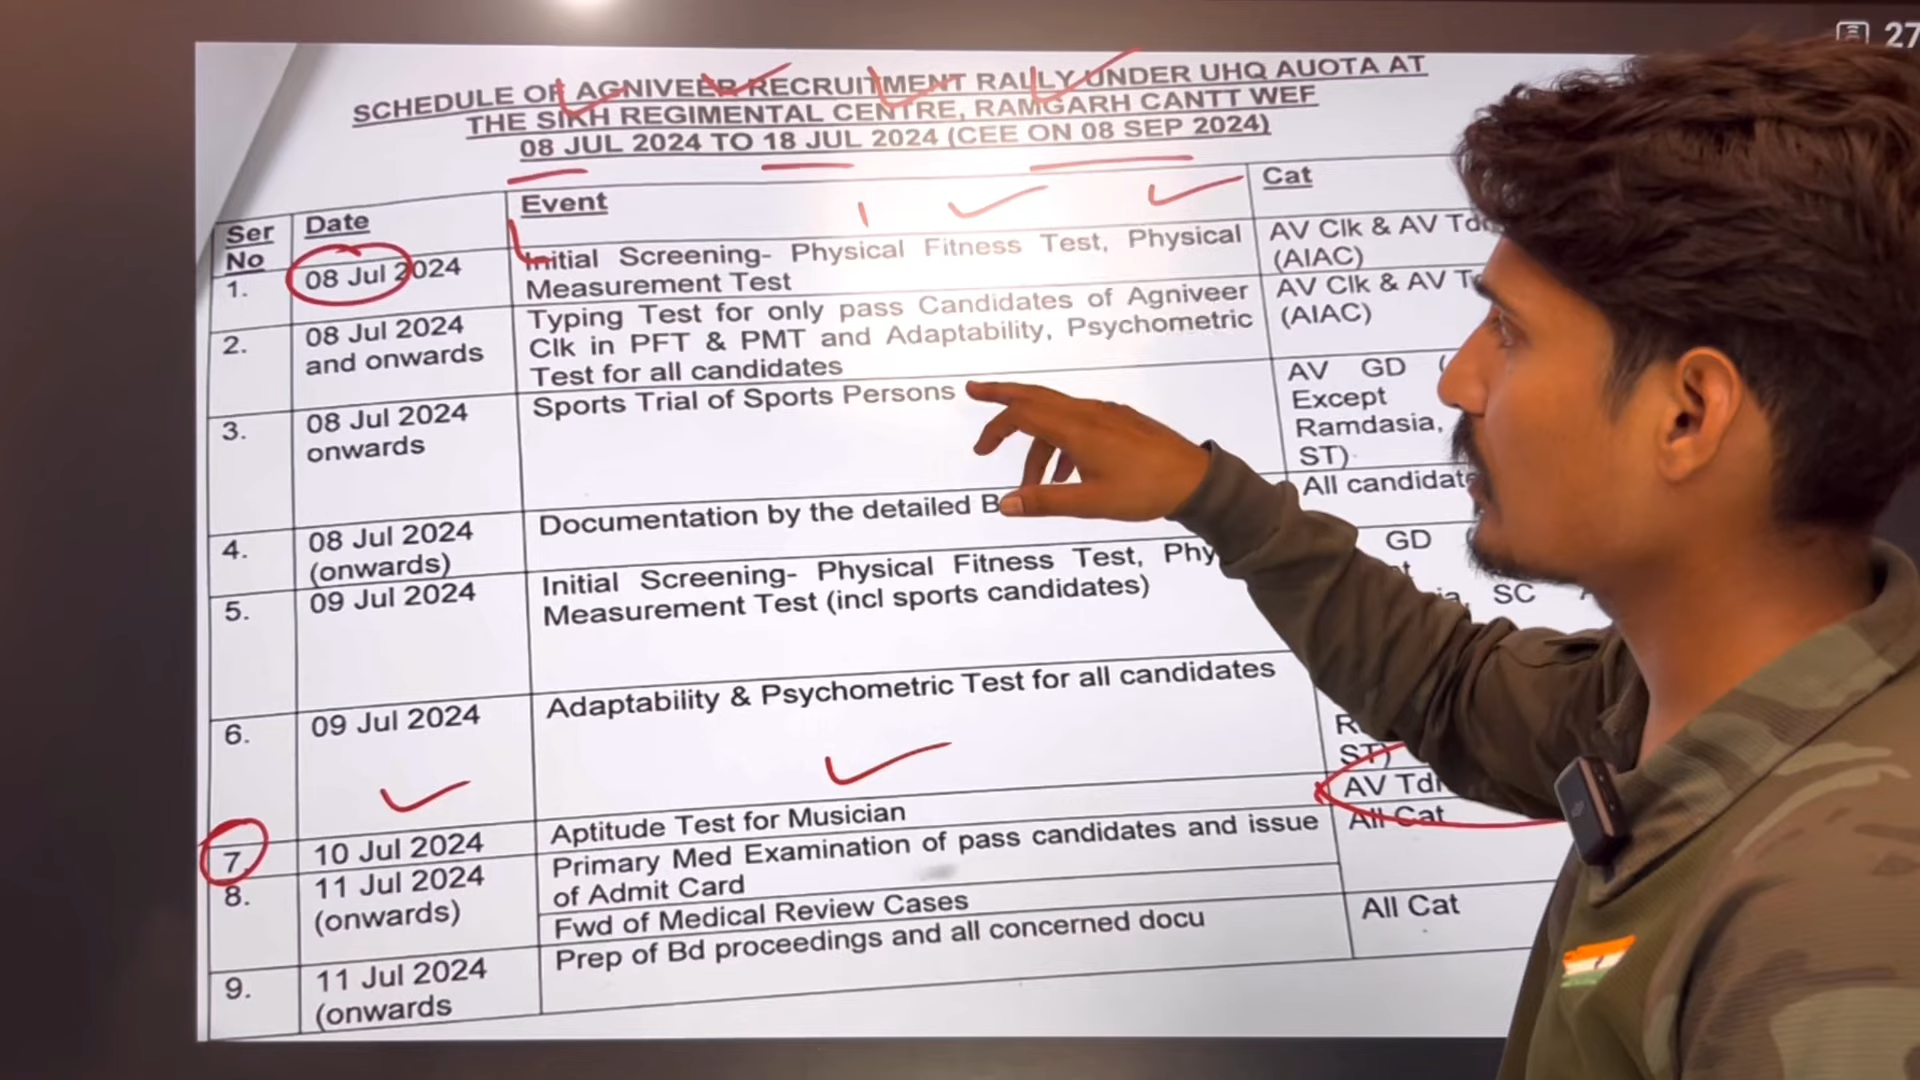 27
SCHEDULE OF AGNIVEER RECRUITMENT RALLY UNDER UHQ AUOTA AT
THE SIKH REGIMENTAL CENTRE, RAMGARH CANTT WEF
08 JUL 2024 TO 18 JUL 2024 (CEE ON 08 SEP 2024)
Ser
No
Date
Event
Cat
1.
08 Jul 2024
Initial Screening- Physical Fitness Test, Physical
Measurement Test
AV Clk & AV
(AIAC)
2.
08 Jul 2024
and onwards
Typing Test for only pass Candidates of Agniveer
Clk in PFT & PMT and Adaptability, Psychometric
Test for all candidates
AV Clk & AV
(AIAC)
3.
08 Jul 2024
onwards
Sports Trial of Sports Persons
AV GD (
Except
Ramdasia,
ST)
4.
08 Jul 2024
(onwards)
Documentation by the detailed
All
5.
09 Jul 2024
Initial Screening- Physical Fitness Test,
Measurement Test (incl sports candidates)
GD
SC
6.
09 Jul 2024
Adaptability & Psychometric Test for all candidates
ST)
7.
10 Jul 2024
Aptitude Test for Musician
AV
8.
11 Jul 2024
(onwards)
Primary Med Examination of pass candidates and issue
of Admit Card
Fwd of Medical Review Cases
All Cat
9.
11 Jul 2024
(onwards
Prep of Bd proceedings and all concerned docu
All Cat